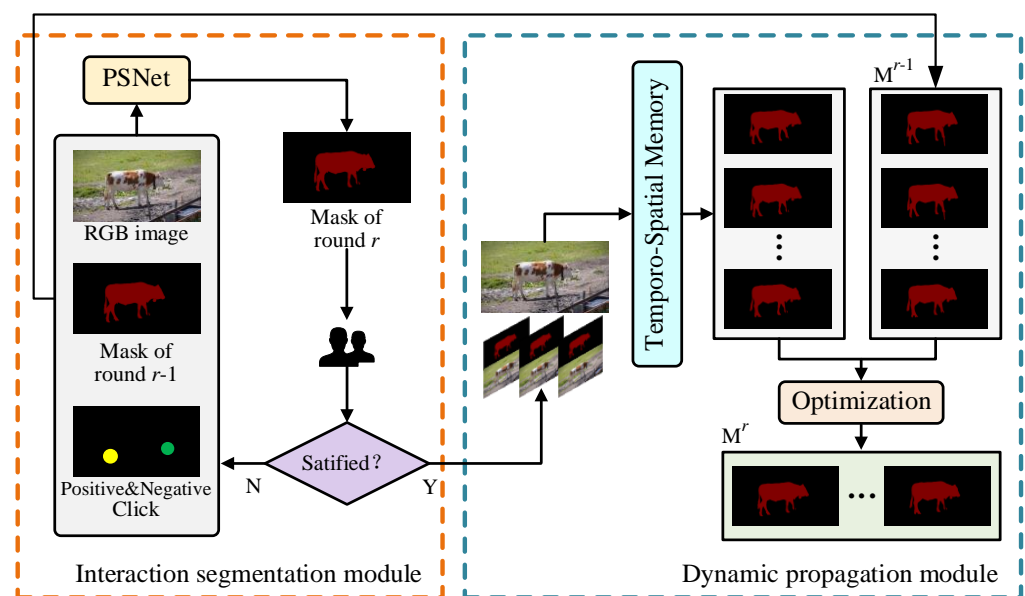 PSNet
RGB image
Mask of
round r-1
Positive&Negative
Click
Mask of
round r
Satified?
N
Y
Interaction segmentation module
Temporo-Spatial Memory
M^{r-1}
Optimization
M^r
Dynamic propagation module